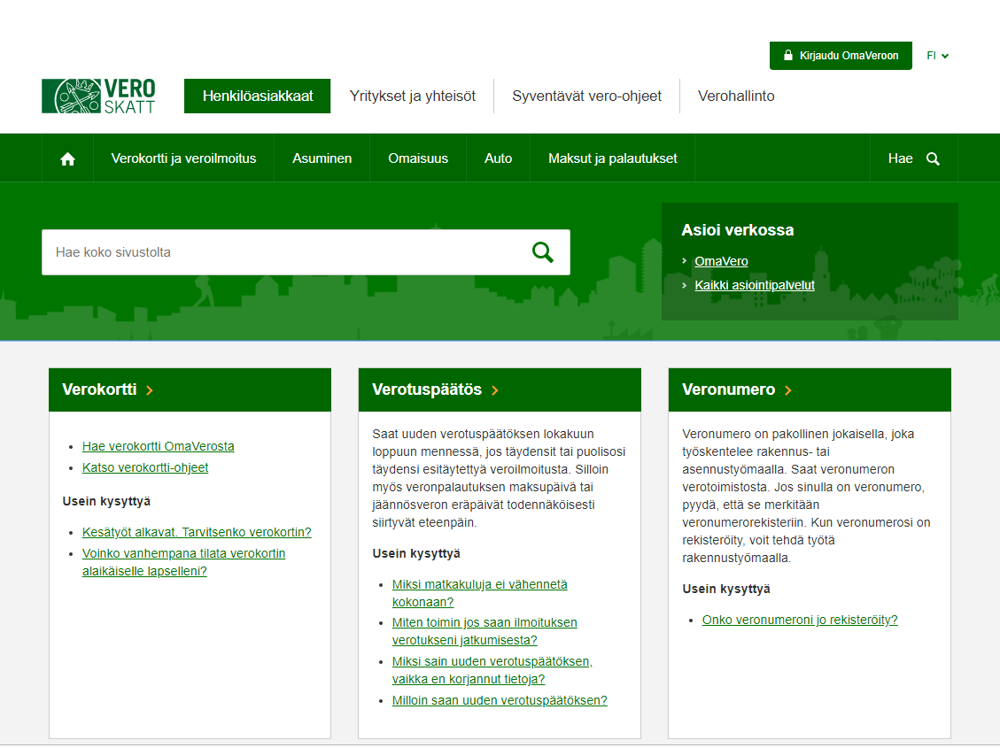 Kirjaudu OmaVeroon
FI
VERO
SKATT
Henkilöasiakkaat
Yritykset ja yhteisöt
Syventävät vero-ohjeet
Verohallinto
Verokortti ja veroilmoitus
Asuminen
Omaisuus
Auto
Maksut ja palautukset
Hae
Hae koko sivustolta
Asioi verkossa
OmaVero
Kaikki asiointipalvelut
Verokortti
Hae verokortti OmaVerosta
Katso verokortti-ohjeet
Usein kysyttyä
Kesätyöt alkavat. Tarvitsenko verokortin?
Voinko vanhempana tilata verokortin
alaikäiselle lapselleni?
Verotuspäätös
Saat uuden verotuspäätöksen lokakuun
loppuun mennessä, jos täydensit tai puolisosi
täydensi esitäytettyä veroilmoitusta. Silloin
myös veronpalautuksen maksupäivä tai
jäännösveron eräpäivät todennäköisesti
siirtyvät eteenpäin.
Usein kysyttyä
Miksi matkakuluja ei vähennetä
kokonaan?
Miten toimin jos saan ilmoituksen
verotukseni jatkumisesta?
Miksi sain uuden verotuspäätöksen,
vaikka en korjannut tietoja?
Milloin saan uuden verotuspäätöksen?
Veronumero
Veronumero on pakollinen jokaisella, joka
työskentelee rakennus- tai
asennustyömaalla. Saat veronumeron
verotoimistosta. Jos sinulla on veronumero,
pyydä, että se merkitään
veronumerorekisteriin. Kun veronumerosi on
rekisteröity, voit tehdä työtä
rakennustyömaalla.
Usein kysyttyä
Onko veronumeroni jo rekisteröity?